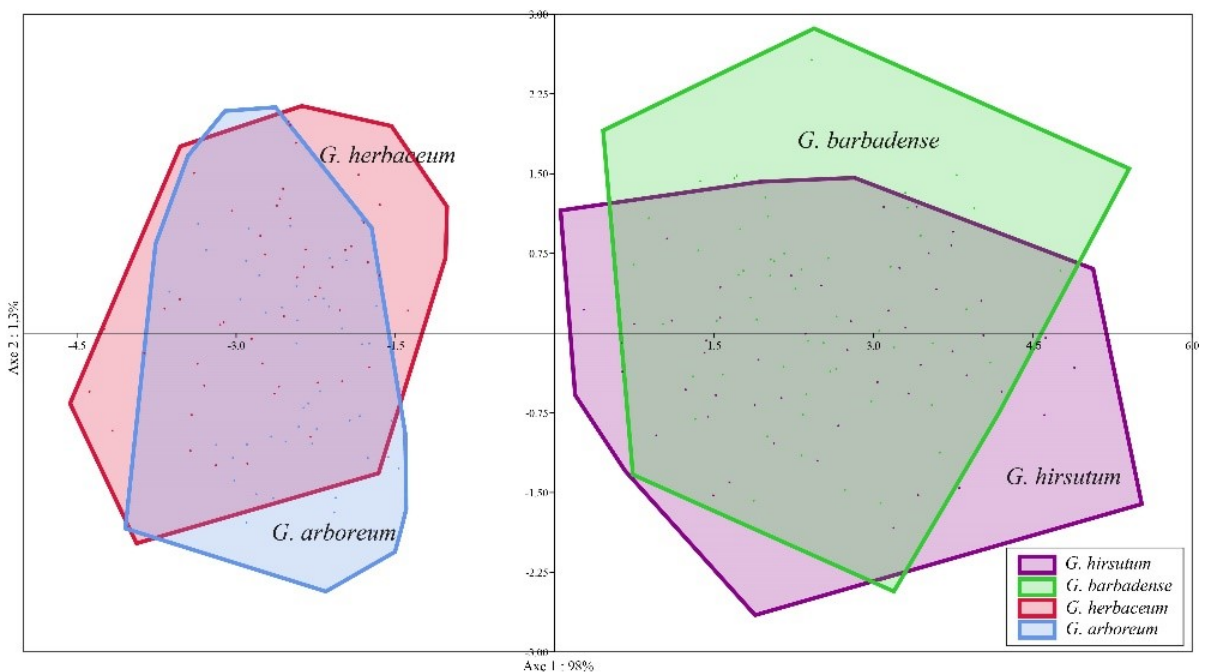 3.00
2.25
G. barbadense
G. herbaceum
1.50
0.75
Axe 2 : 1.3%
-4.5
-3.0
-1.5
1.5
3.0
4.5
6.0
-0.75
G. hirsutum
-1.50
G. arboreum
-2.25
G. hirsutum
G. barbadense
G. herbaceum
G. arboreum
-3.00
Axe 1 : 98%